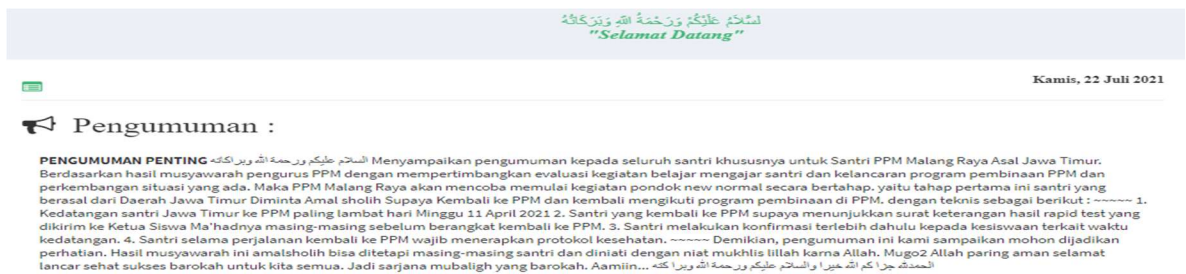 لسَّلاَمُ عَلَيْكُمْ وَرَحْمَةُ اللهِ وَبَرَكَاتُهُ
"Selamat Datang"
Kamis, 22 Juli 2021
Pengumuman :
PENGUMUMAN PENTING السلام عليكم ورحمة الله وبراكاته Menyampaikan pengumuman kepada seluruh santri khususnya untuk Santri PPM Malang Raya Asal Jawa Timur.
Berdasarkan hasil musyawarah pengurus PPM dengan mempertimbangkan evaluasi kegiatan belajar mengajar santri dan kelancaran program pembinaan PPM dan
perkembangan situasi yang ada. Maka PPM Malang Raya akan mencoba memulai kegiatan pondok new normal secara bertahap. yaitu tahap pertama ini santri yang
berasal dari Daerah Jawa Timur Diminta Amal sholih Supaya Kembali ke PPM dan kembali mengikuti program pembinaan di PPM. dengan teknis sebagai berikut : ~~~~~ 1.
Kedatangan santri Jawa Timur ke PPM paling lambat hari Minggu 11 April 2021 2. Santri yang kembali ke PPM supaya menunjukkan surat keterangan hasil rapid test yang
dikirim ke Ketua Siswa Ma'hadnya masing-masing sebelum berangkat kembali ke PPM. 3. Santri melakukan konfirmasi terlebih dahulu kepada kesiswaan terkait waktu
kedatangan. 4. Santri selama perjalanan kembali ke PPM wajib menerapkan protokol kesehatan. ~~~~~ Demikian, pengumuman ini kami sampaikan mohon dijadikan
perhatian. Hasil musyawarah ini amalsholih bisa ditetapi masing-masing santri dan diniati dengan niat mukhlis lillah karna Allah. Mugo2 Allah paring aman selamat
lancar sehat sukses barokah untuk kita semua. Jadi sarjana mubaligh yang barokah. Aamiin... الحمدلله جزا كم الله خيرا والسلام عليكم ورحمة الله وبرا كته